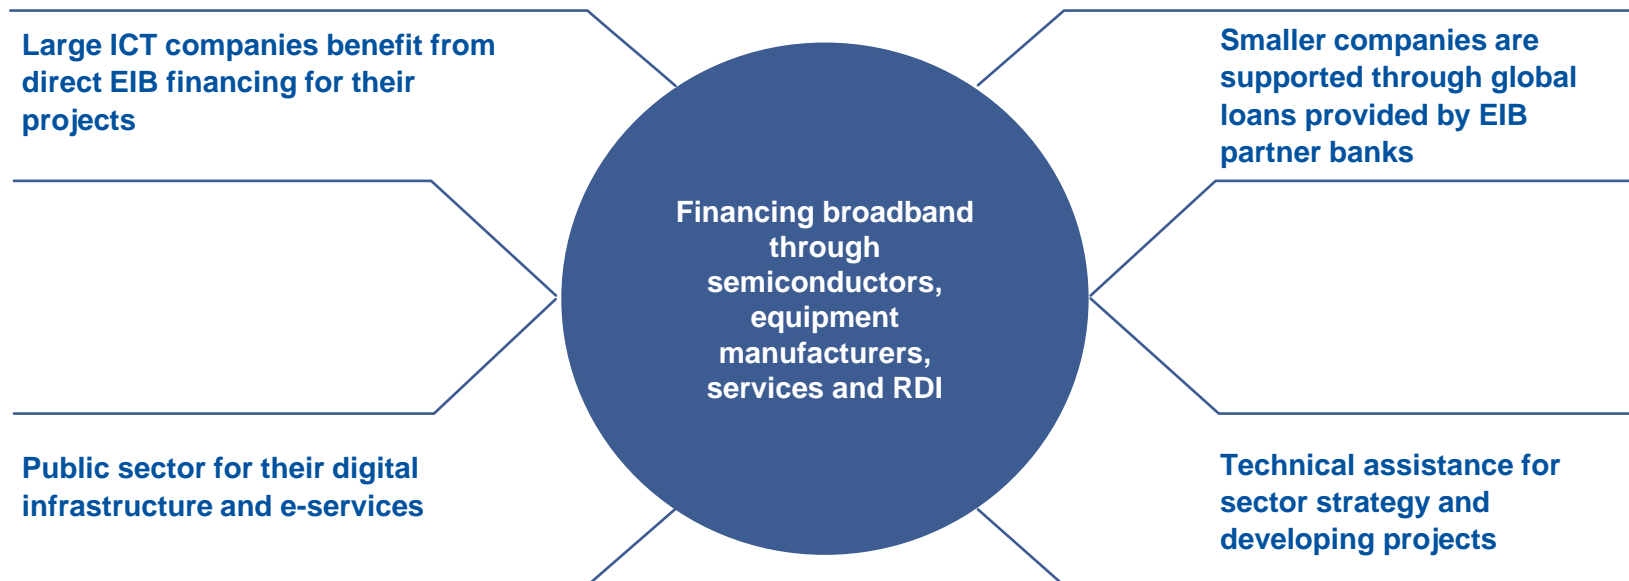 Large ICT companies benefit from
direct EIB financing for their
projects
Smaller companies are
supported through global
loans provided by EIB
partner banks
Financing broadband
through
semiconductors,
equipment
manufacturers,
services and RDI
Public sector for their digital
infrastructure and e-services
Technical assistance for
sector strategy and
developing projects